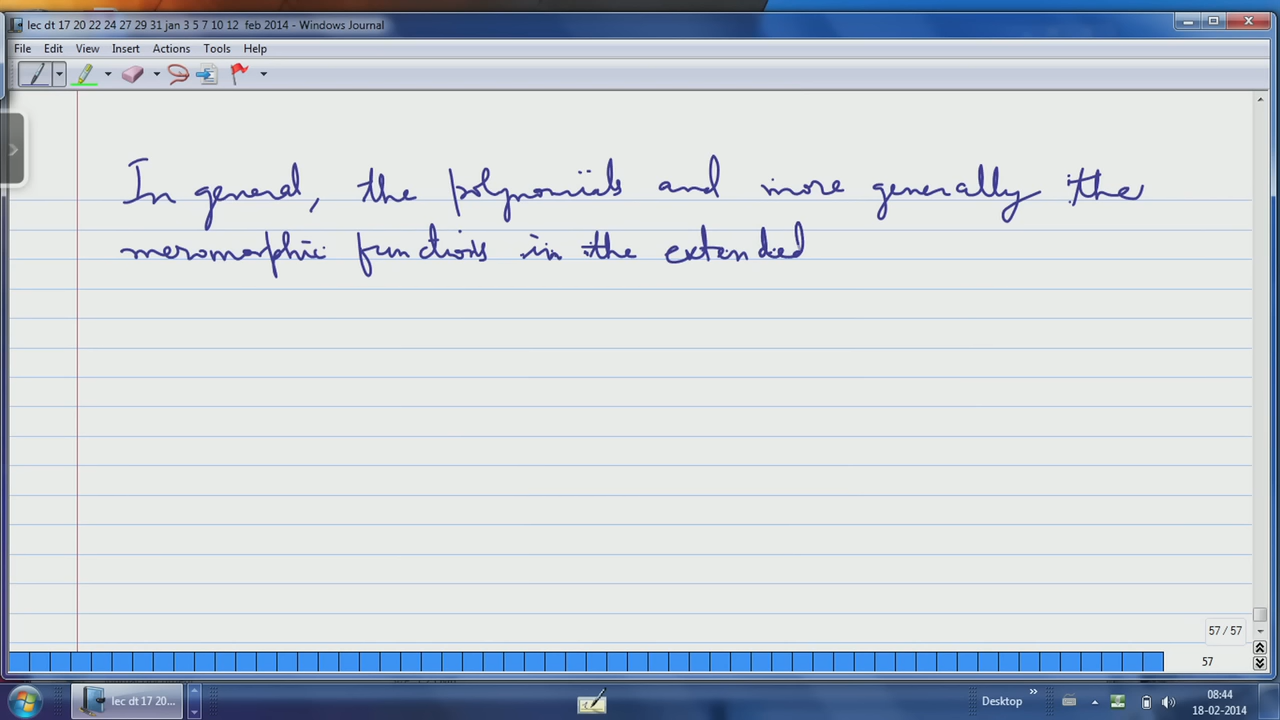 lec dt 17 20 22 24 27 29 31 jan 3 5 7 10 12 feb 2014 - Windows Journal
File Edit View Insert Actions Tools Help
In general, the polynomials and more generally the
meromorphic functions in the extended
57 / 57
57
lec dt 17 20...
Desktop
08:44
18-02-2014